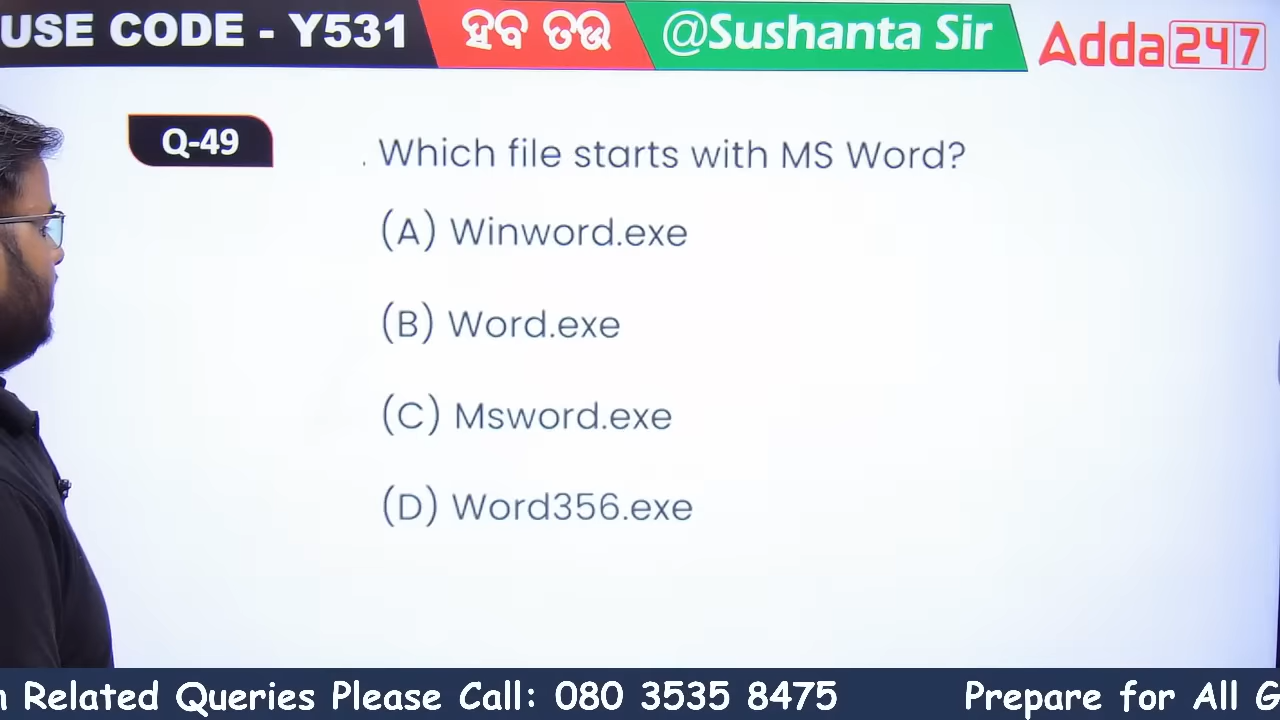 USE CODE - Y531
ହବ ତଉ
@Sushanta Sir
Adda247
Q-49
. Which file starts with MS Word?
(A) Winword.exe
(B) Word.exe
(C) Msword.exe
(D) Word356.exe
Related Queries Please Call: 080 3535 8475 Prepare for All